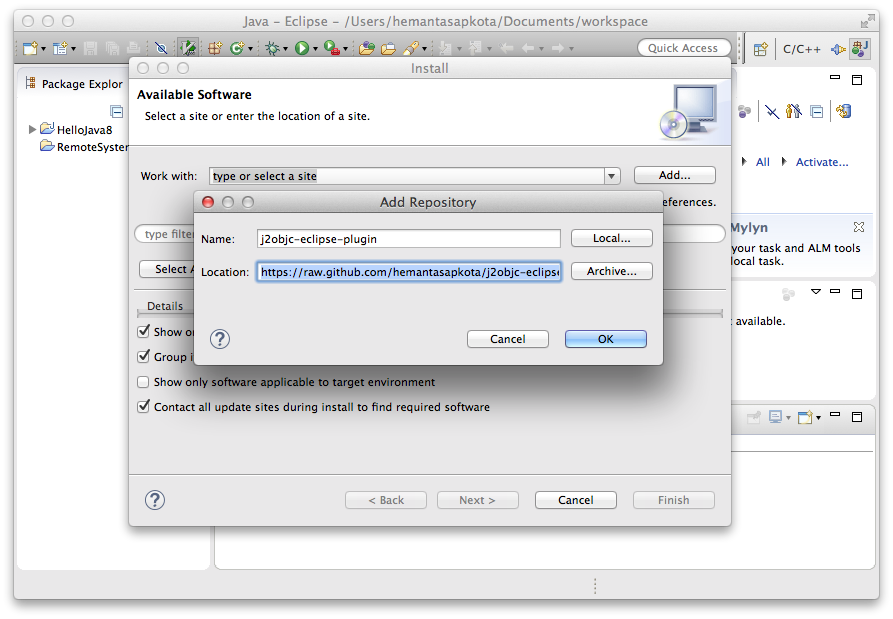 Java - Eclipse - /Users/hemantasapkota/Documents/workspace
Quick Access
C/C++
Install
Package Explor
Available Software
Select a site or enter the location of a site.
HelloJava8
RemoteSyster
Work with:
type or select a site
Add...
All
Activate...
Add Repository
eferences.
type filter
Name:
j2objc-eclipse-plugin
Local...
Mylyn
your task and ALM tools
local task.
Select A
Location:
https://raw.github.com/hemantasapkota/j2objc-eclipse
Archive...
Details
Show on
Cancel
OK
available.
Group i
Show only software applicable to target environment
Contact all update sites during install to find required software
< Back
Next >
Cancel
Finish